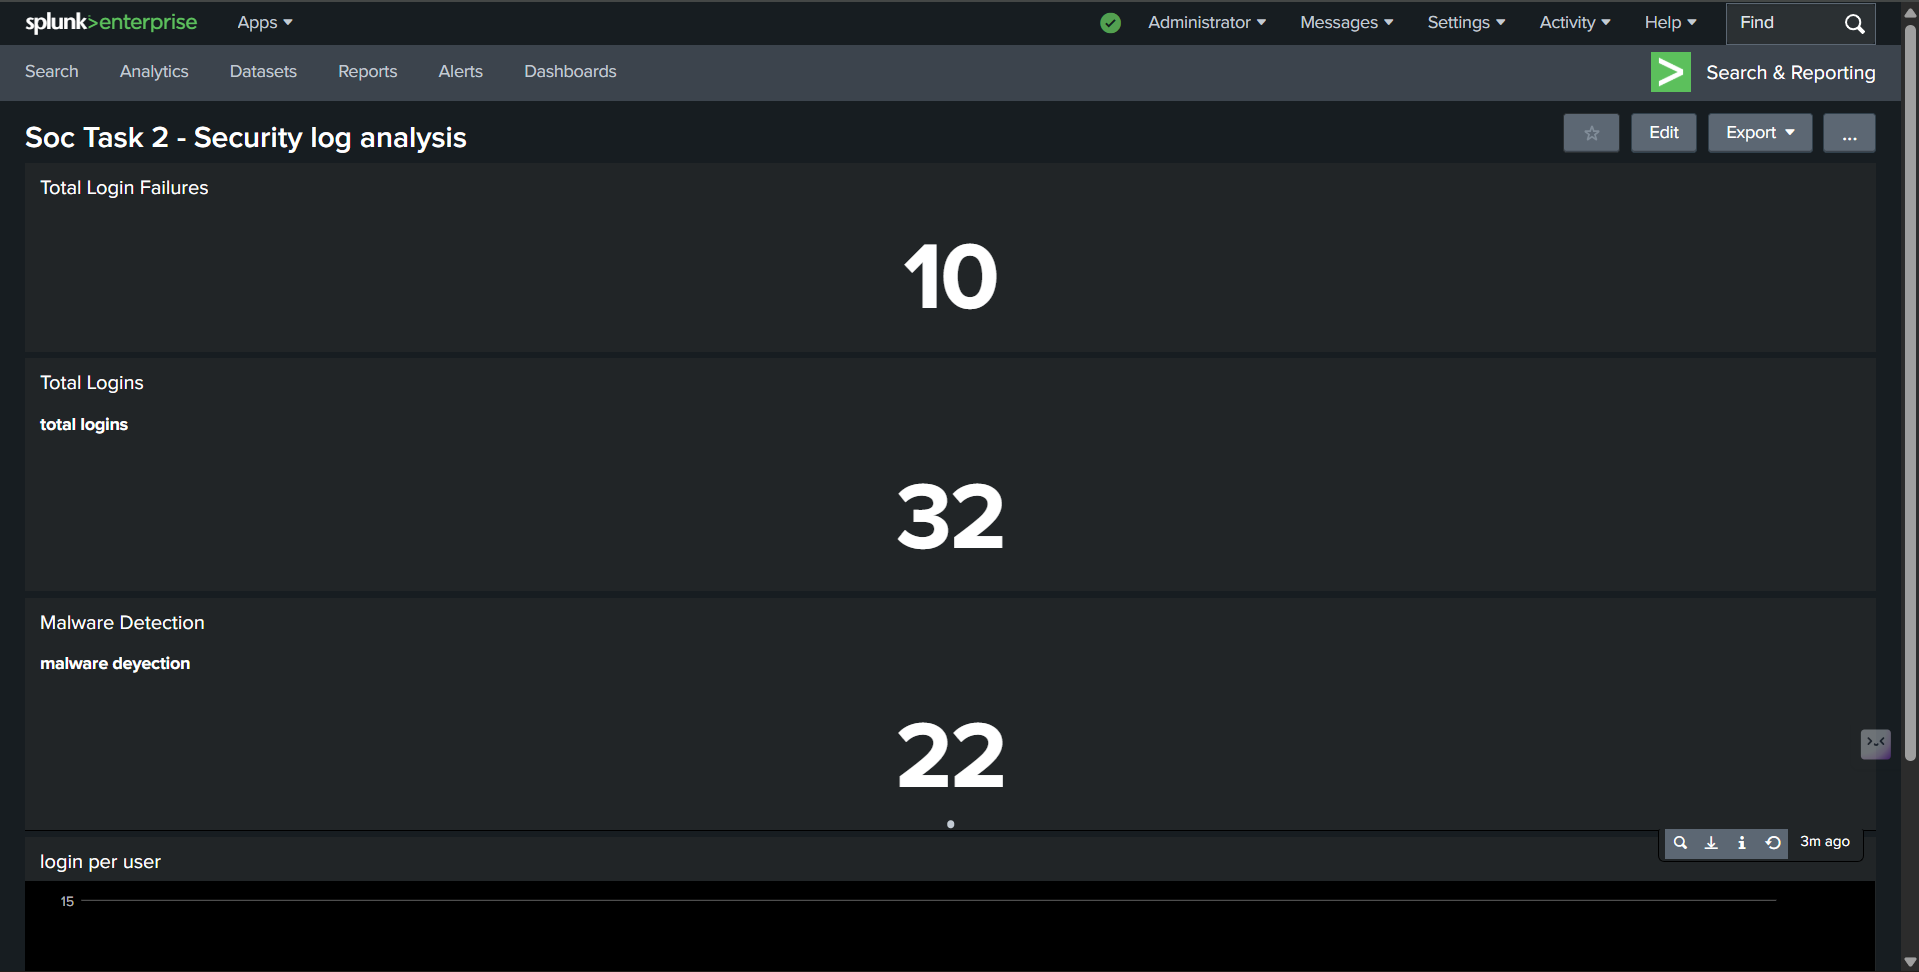 splunk>enterprise Apps Administrator Messages Settings Activity Help Find
Search Analytics Datasets Reports Alerts Dashboards Search & Reporting
Soc Task 2 - Security log analysis Edit Export ...
Total Login Failures
10
Total Logins
total logins
32
Malware Detection
malware deyection
22
3m ago
login per user
15